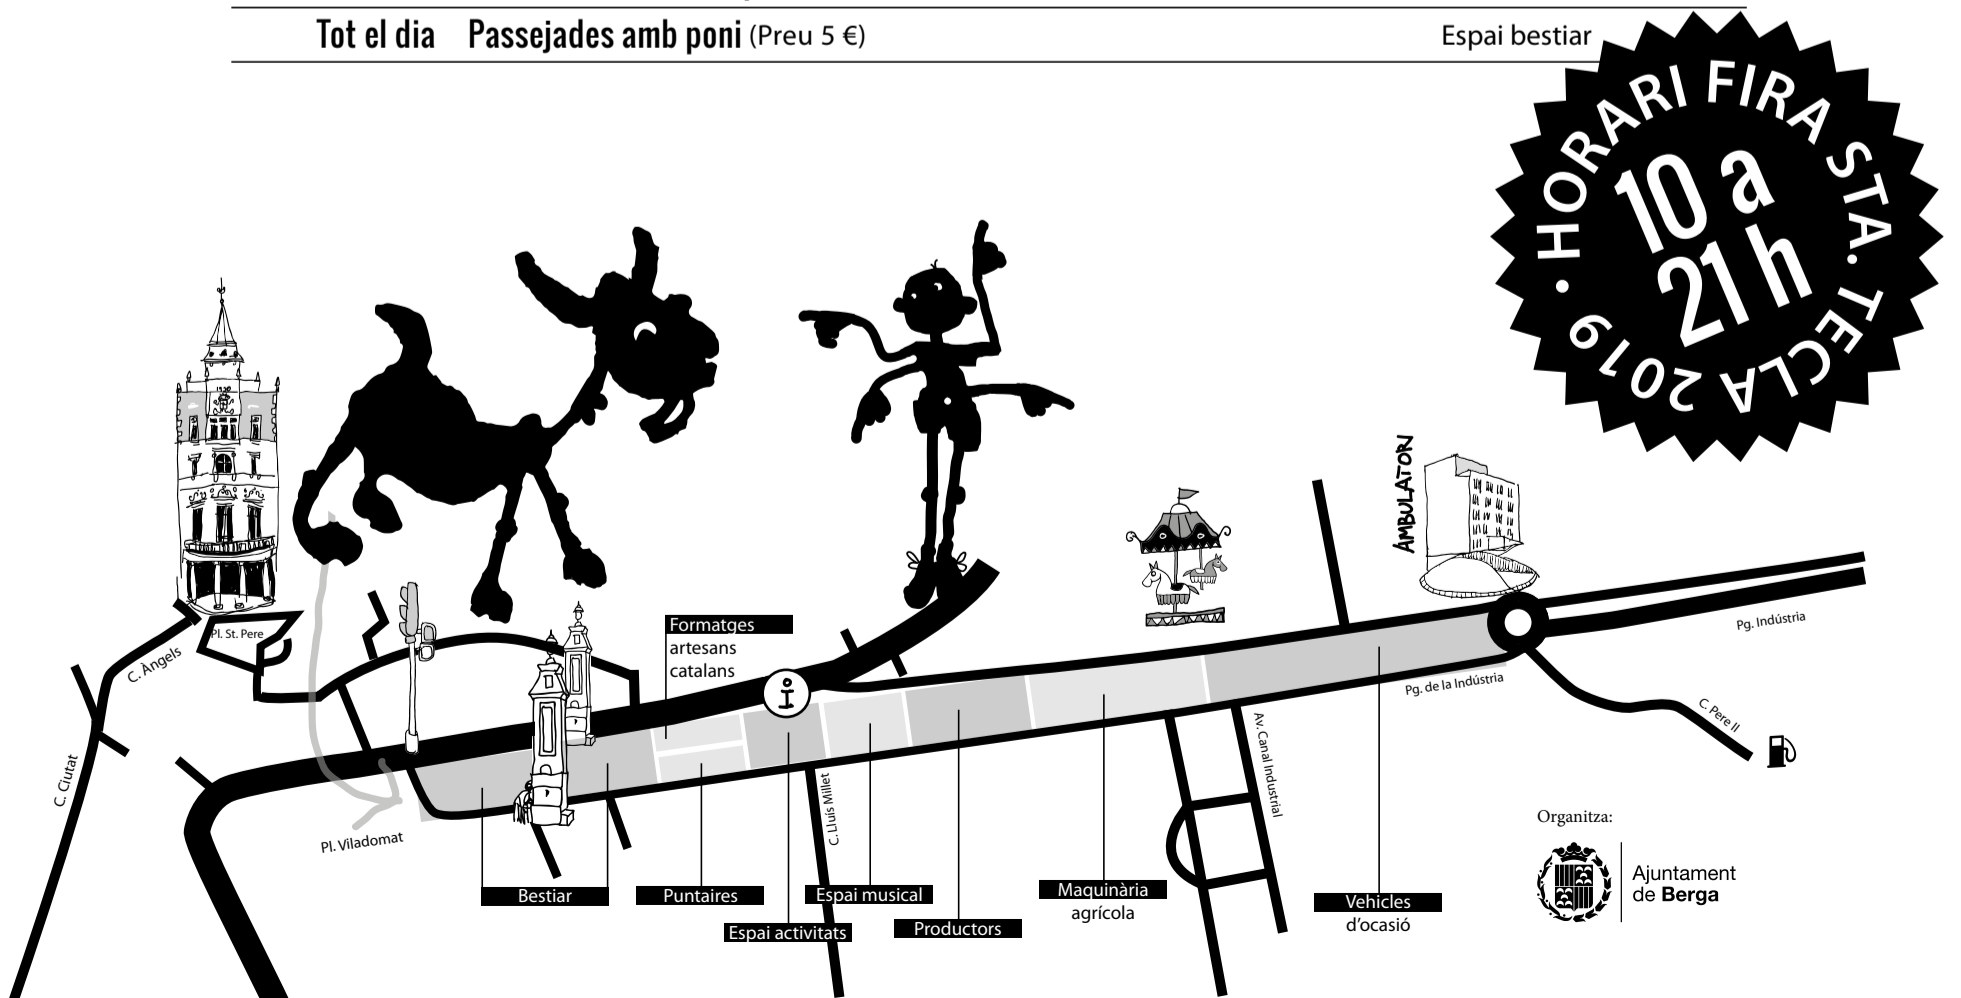 Tot el dia Passejades amb poni (Preu 5 €) Espai bestiar
· HORARI FIRA STA. TECLA 2019
10 a
21 h
ÀMBULATORI
Formatges
artesans
catalans
Pl. St. Pere
C. Àngels
C. Ciutat
Pl. Viladomat
i
Pg. Indústria
Pg. de la Indústria
C. Pere II
Av. Canal Industrial
C. Lluís Millet
Bestiar
Puntaires
Espai activitats
Espai musical
Productors
Maquinària
agrícola
Vehicles
d'ocasió
Organitza:
Ajuntament
de Berga